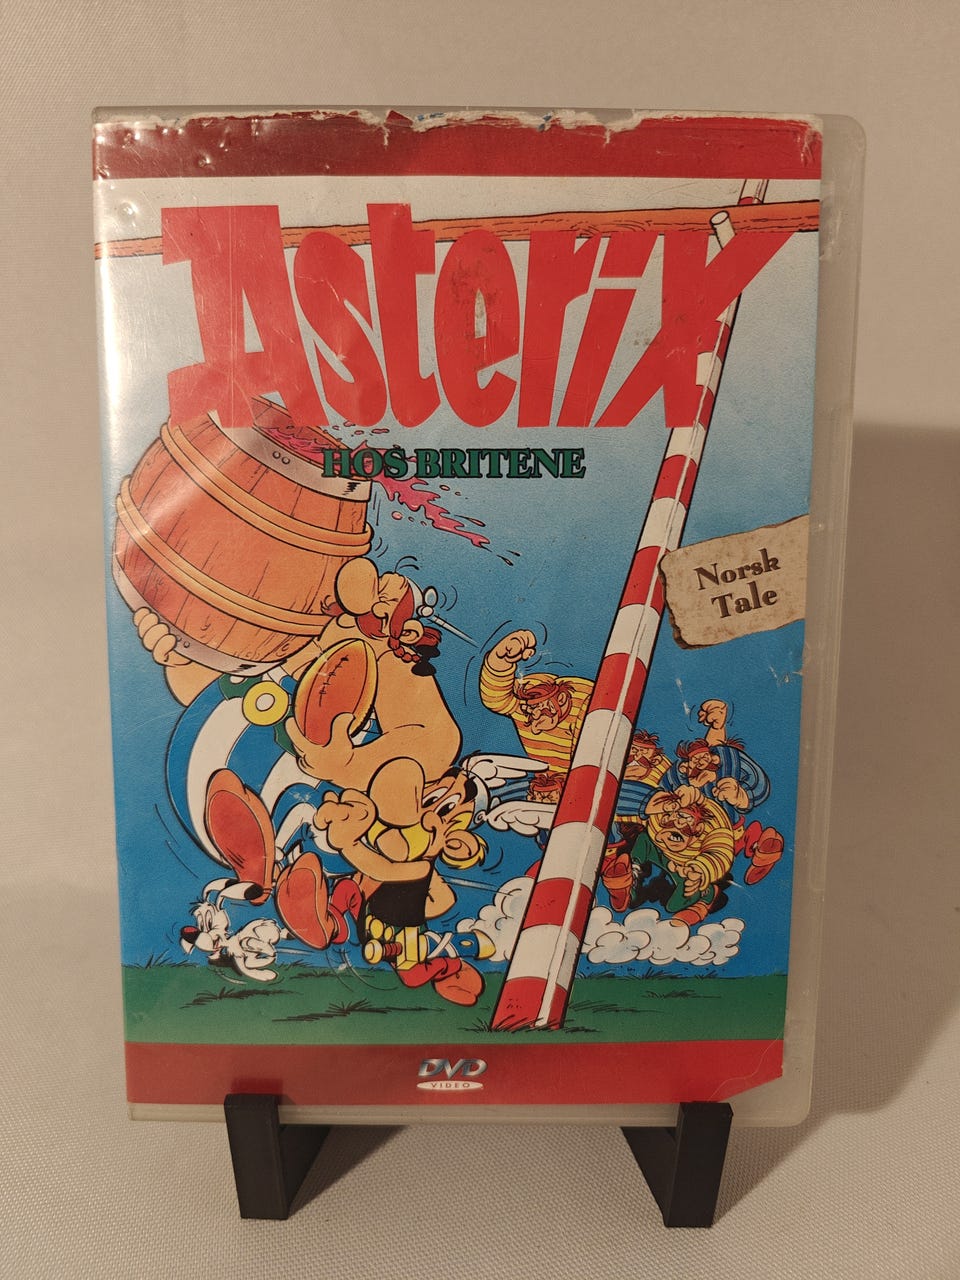 Asterix
HOS BRITENE
Norsk
Tale
DVD
VIDEO